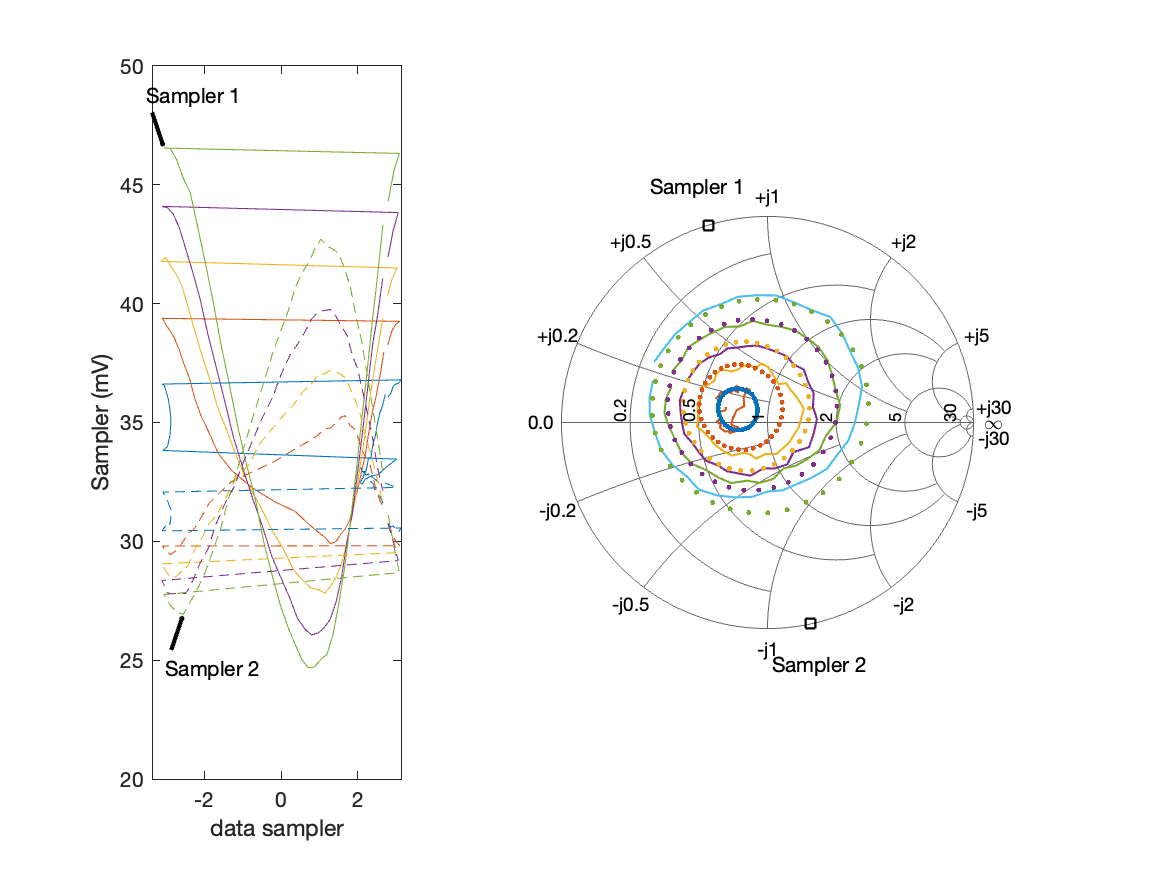 50
Sampler 1
45
40
35
30
25
20
Sampler (mV)
Sampler 2
-2 0 2
data sampler
Sampler 1
+j1
+j0.5
+j2
+j0.2
+j5
0.0
0.2
0.5
1
2
5
30
+j30
∞
-j30
-j0.2
-j5
-j0.5
-j2
-j1
Sampler 2